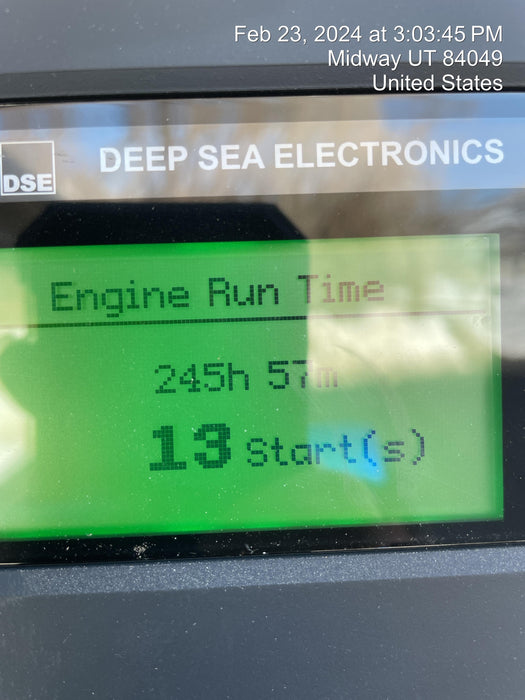 Feb 23, 2024 at 3:03:45 PM
Midway UT 84049
United States
DSE
DEEP SEA ELECTRONICS
Engine Run Time
245h 57m
13 Start(s)